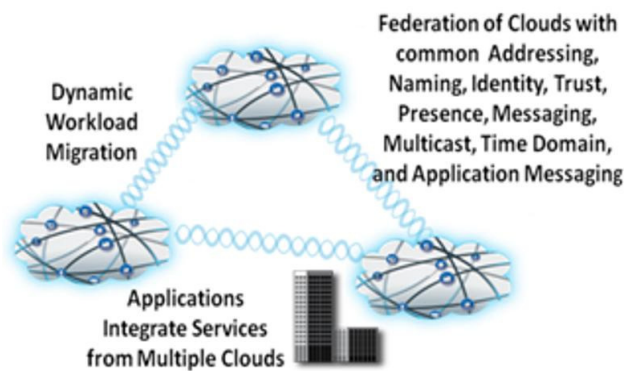 Federation of Clouds with
common Addressing,
Naming, Identity, Trust,
Presence, Messaging,
Multicast, Time Domain,
and Application Messaging
Dynamic
Workload
Migration
Applications
Integrate Services
from Multiple Clouds